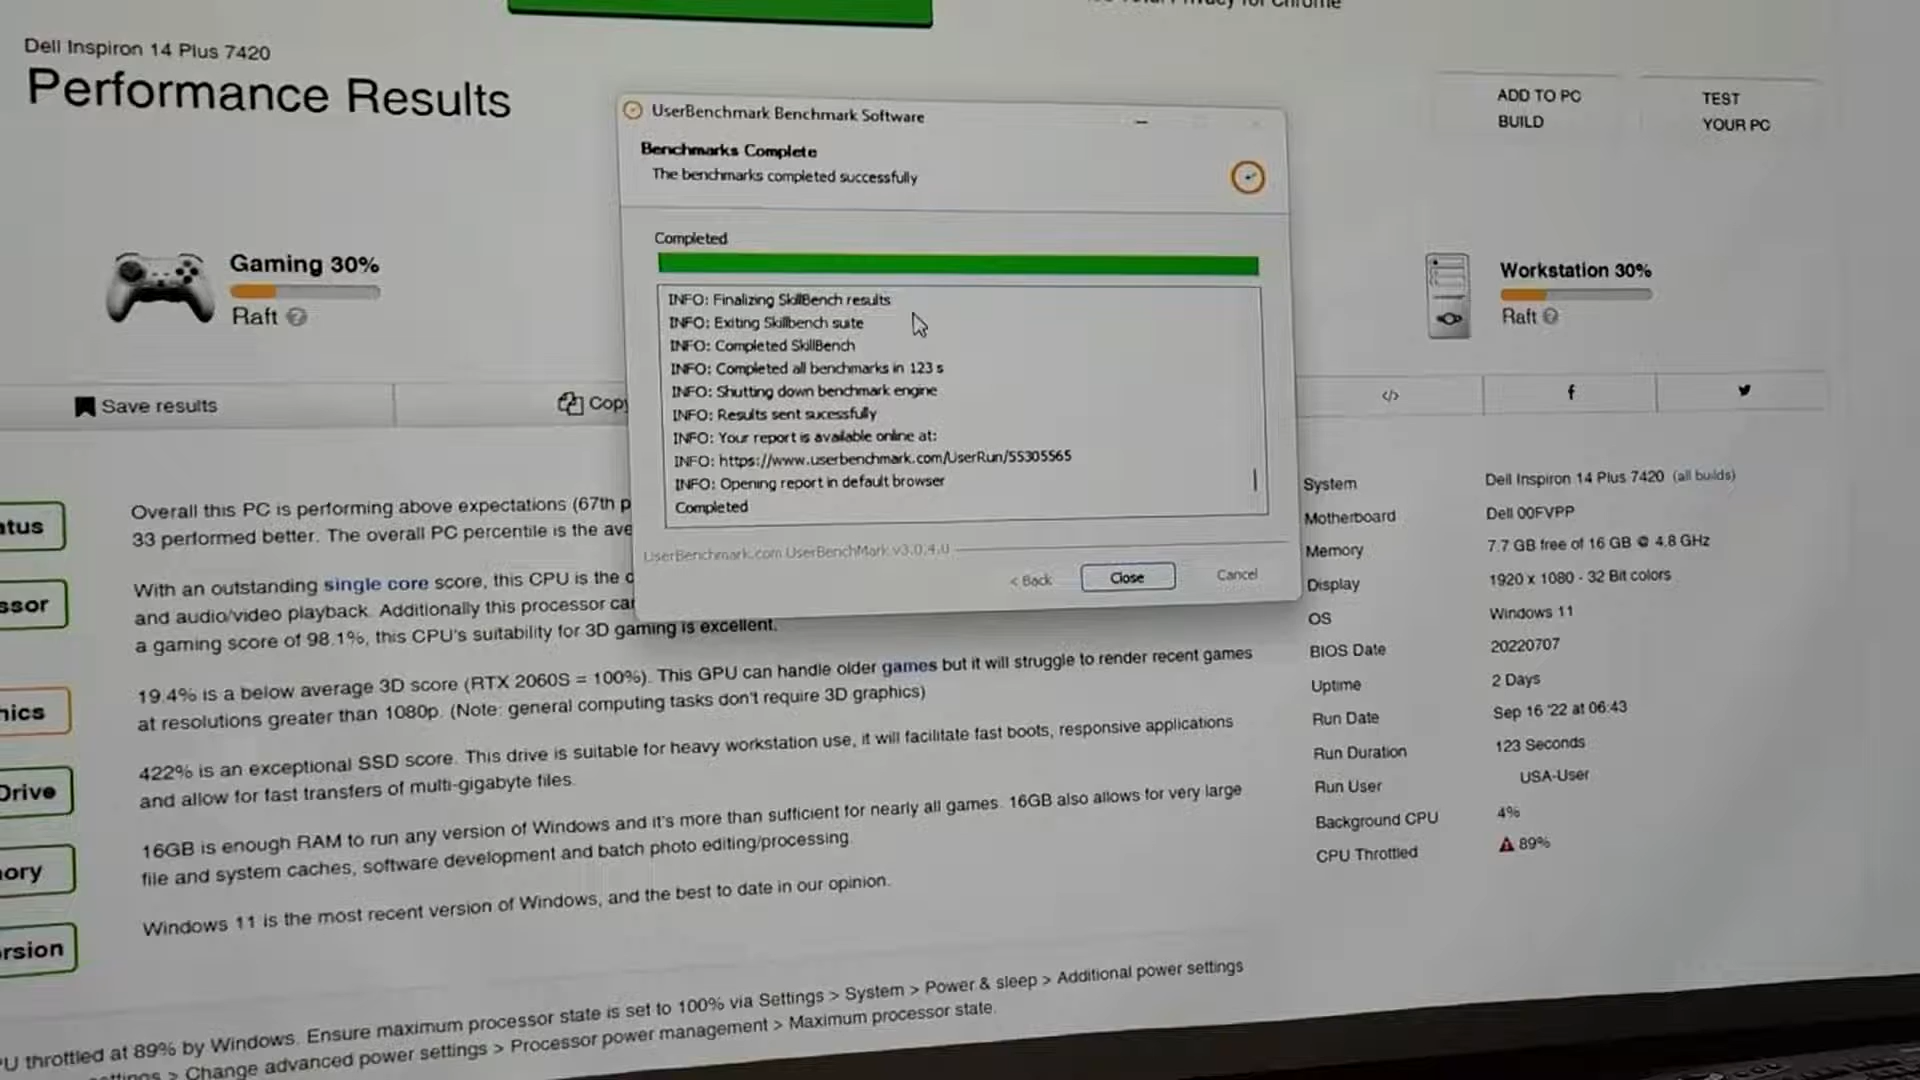 Total Privacy for Chrome
Dell Inspiron 14 Plus 7420
Performance Results
ADD TO PC
BUILD
TEST
YOUR PC
UserBenchmark Benchmark Software
Benchmarks Complete
The benchmarks completed successfully
Completed
INFO: Finalizing SkillBench results
INFO: Exiting Skillbench suite
INFO: Completed SkillBench
INFO: Completed all benchmarks in 123 s
INFO: Shutting down benchmark engine
INFO: Results sent sucessfully
INFO: Your report is available online at:
INFO: https://www.userbenchmark.com/UserRun/55305565
INFO: Opening report in default browser
Completed
UserBenchmark.com UserBenchMark v3.0.4.0
< Back
Close
Cancel
Gaming 30%
Raft ?
Workstation 30%
Raft ?
Save results
Copy
</>
f
atus
Overall this PC is performing above expectations (67th p
33 performed better. The overall PC percentile is the ave
ssor
With an outstanding single core score, this CPU is the
and audio/video playback. Additionally this processor ca
a gaming score of 98.1%, this CPU's suitability for 3D gaming is excellent.
hics
19.4% is a below average 3D score (RTX 2060S = 100%). This GPU can handle older games but it will struggle to render recent games
at resolutions greater than 1080p. (Note: general computing tasks don't require 3D graphics)
Drive
422% is an exceptional SSD score. This drive is suitable for heavy workstation use, it will facilitate fast boots, responsive applications
and allow for fast transfers of multi-gigabyte files.
ory
16GB is enough RAM to run any version of Windows and it's more than sufficient for nearly all games. 16GB also allows for very large
file and system caches, software development and batch photo editing/processing.
rsion
Windows 11 is the most recent version of Windows, and the best to date in our opinion.
System Dell Inspiron 14 Plus 7420 (all builds)
Motherboard Dell 00FVPP
Memory 7.7 GB free of 16 GB @ 4.8 GHz
Display 1920 x 1080 - 32 Bit colors
OS Windows 11
BIOS Date 20220707
Uptime 2 Days
Run Date Sep 16 '22 at 06:43
Run Duration 123 Seconds
Run User USA-User
Background CPU 4%
CPU Throttled 89%
PU throttled at 89% by Windows. Ensure maximum processor state is set to 100% via Settings > System > Power & sleep > Additional power settings
ettings > Change advanced power settings > Processor power management > Maximum processor state.